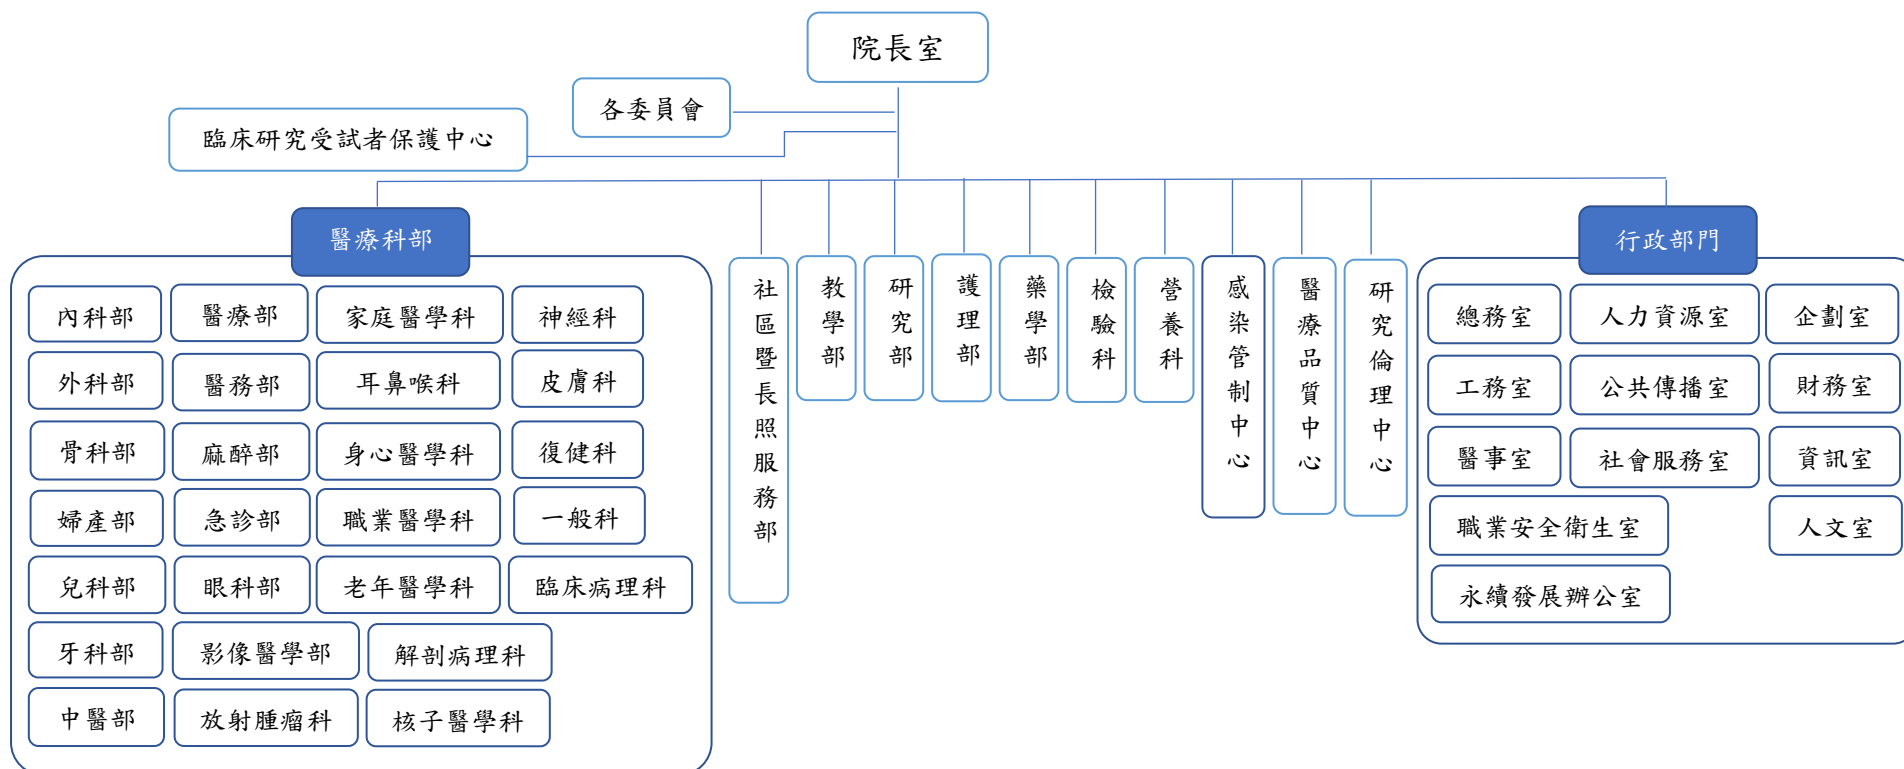 院長室
各委員會
臨床研究受試者保護中心
醫療科部
內科部
醫療部
家庭醫學科
神經科
外科部
醫務部
耳鼻喉科
皮膚科
骨科部
麻醉部
身心醫學科
復健科
婦產部
急診部
職業醫學科
一般科
兒科部
眼科部
老年醫學科
臨床病理科
牙科部
影像醫學部
解剖病理科
中醫部
放射腫瘤科
核子醫學科
社區暨長照服務部
教學部
研究部
護理部
藥學部
檢驗科
營養科
感染管制中心
醫療品質中心
研究倫理中心
行政部門
總務室
人力資源室
企劃室
工務室
公共傳播室
財務室
醫事室
社會服務室
資訊室
職業安全衛生室
人文室
永續發展辦公室